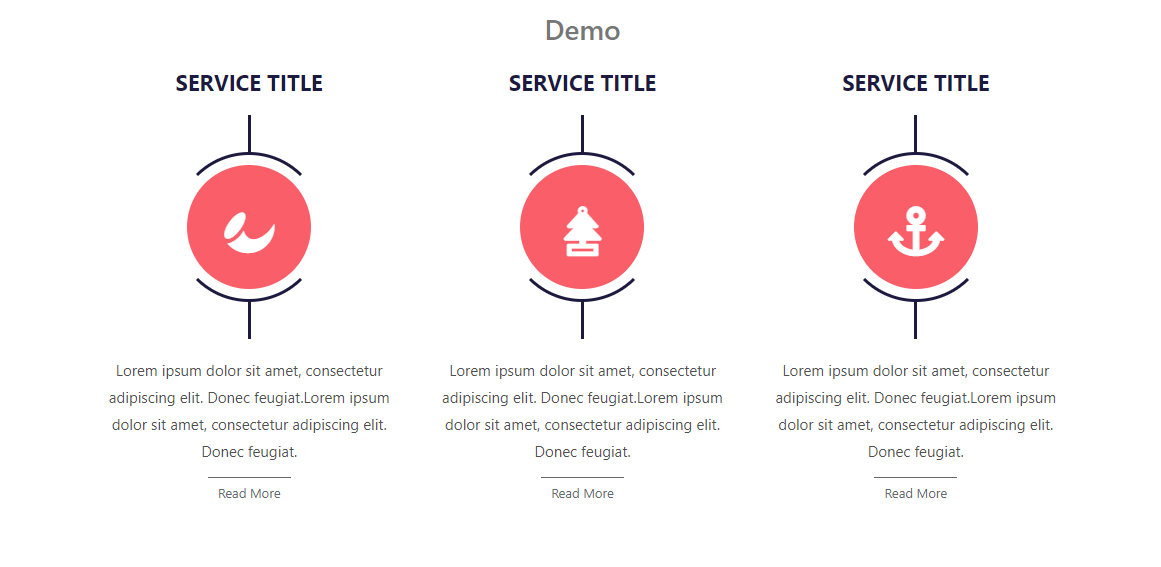 Demo
SERVICE TITLE
Lorem ipsum dolor sit amet, consectetur
adipiscing elit. Donec feugiat.Lorem ipsum
dolor sit amet, consectetur adipiscing elit.
Donec feugiat.
Read More
SERVICE TITLE
Lorem ipsum dolor sit amet, consectetur
adipiscing elit. Donec feugiat.Lorem ipsum
dolor sit amet, consectetur adipiscing elit.
Donec feugiat.
Read More
SERVICE TITLE
Lorem ipsum dolor sit amet, consectetur
adipiscing elit. Donec feugiat.Lorem ipsum
dolor sit amet, consectetur adipiscing elit.
Donec feugiat.
Read More